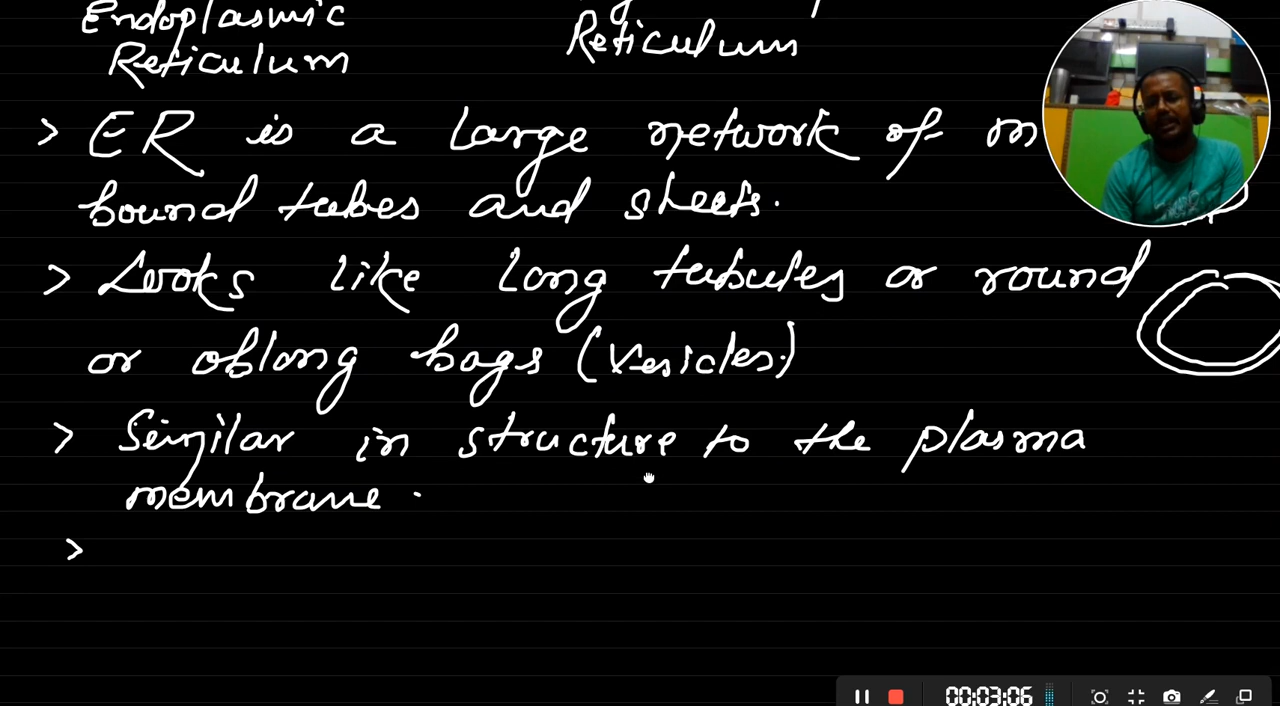 Endoplasmic
Reticulum
Reticulum
> ER is a large network of m
bound tubes and sheets.
> Looks like long tubules or round
or oblong bags (vesicles.)
> Similar in structure to the plasma
membrane.
>
00:03:06